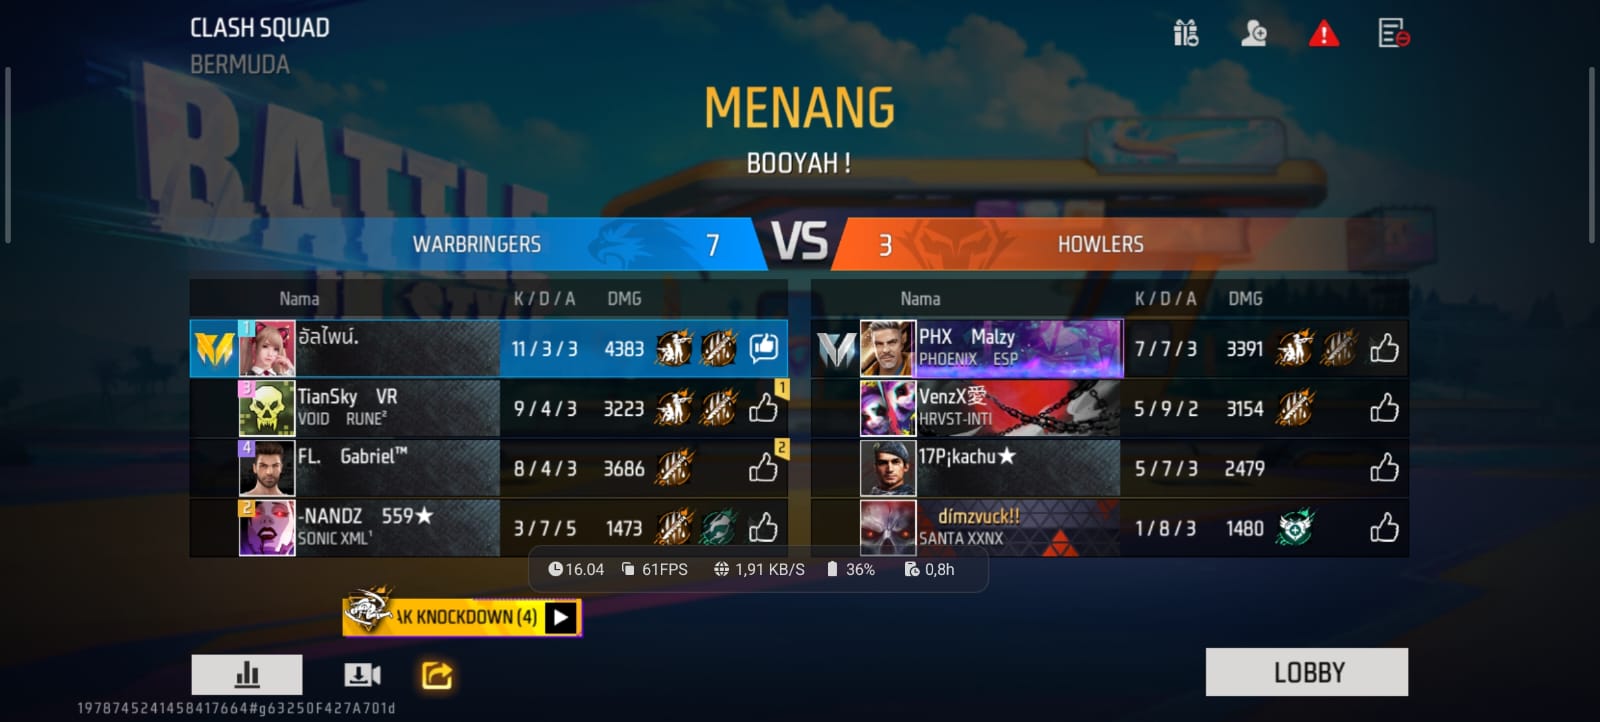 CLASH SQUAD
BERMUDA
MENANG
BOOYAH !
WARBRINGERS 7 VS 3 HOWLERS
Nama K / D / A DMG
1 อัลไพน์. 11 / 3 / 3 4383
3 TianSky VR 9 / 4 / 3 3223 1
VOID RUNE²
4 FL. Gabriel™ 8 / 4 / 3 3686 2
2 -NANDZ 559★ 3 / 7 / 5 1473
SONIC XML¹
Nama K / D / A DMG
PHX Malzy 7 / 7 / 3 3391
PHOENIX ESP
VenzX愛 5 / 9 / 2 3154
HRVST-INTI
17P¡kachu★ 5 / 7 / 3 2479
dímzvuck!! 1 / 8 / 3 1480
SANTA XXNX
16.04 61FPS 1,91 KB/S 36% 0,8h
AK KNOCKDOWN (4)
LOBBY
1978745241458417664#g63250F427A701d
BATTLE